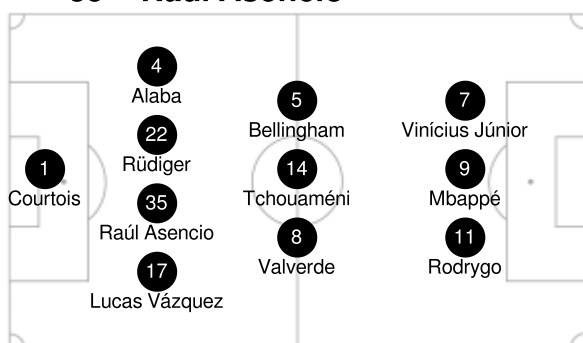 4
Alaba
5
Bellingham
7
Vinícius Júnior
22
Rüdiger
1
Courtois
14
Tchouaméni
9
Mbappé
35
Raúl Asencio
8
Valverde
11
Rodrygo
17
Lucas Vázquez